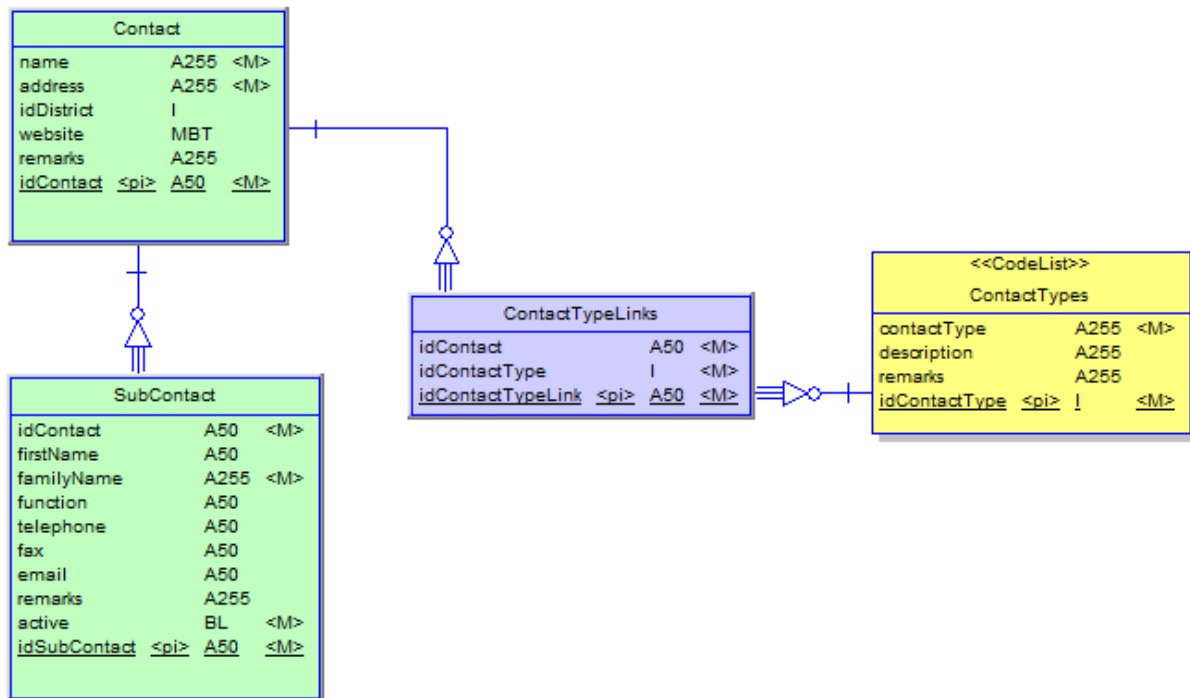 Contact
name A255 <M>
address A255 <M>
idDistrict I
website MBT
remarks A255
idContact <pi> A50 <M>
ContactTypeLinks
idContact A50 <M>
idContactType I <M>
idContactTypeLink <pi> A50 <M>
<<CodeList>>
ContactTypes
contactType A255 <M>
description A255
remarks A255
idContactType <pi> I <M>
SubContact
idContact A50 <M>
firstName A50
familyName A255 <M>
function A50
telephone A50
fax A50
email A50
remarks A255
active BL <M>
idSubContact <pi> A50 <M>